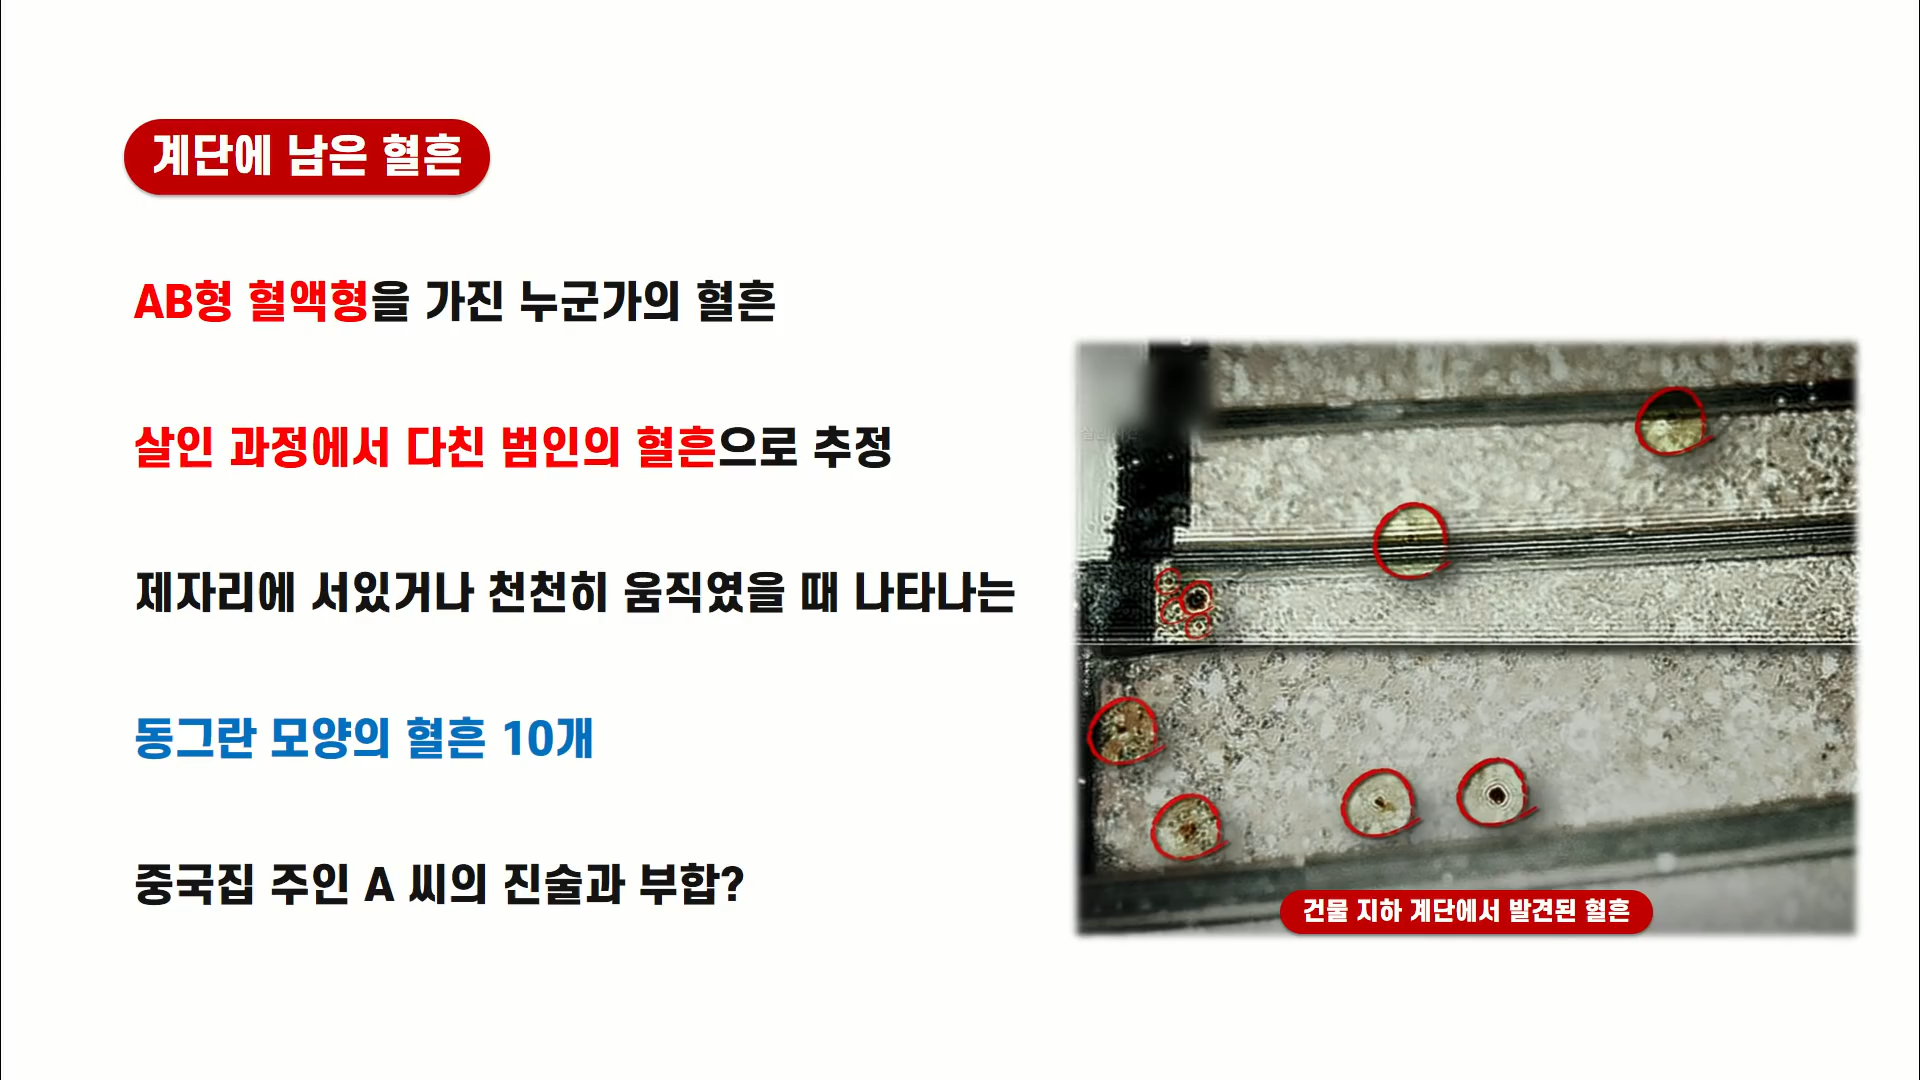 계단에 남은 혈흔
AB형 혈액형을 가진 누군가의 혈흔
살인 과정에서 다친 범인의 혈흔으로 추정
제자리에 서있거나 천천히 움직였을 때 나타나는
동그란 모양의 혈흔 10개
중국집 주인 A 씨의 진술과 부합?
건물 지하 계단에서 발견된 혈흔